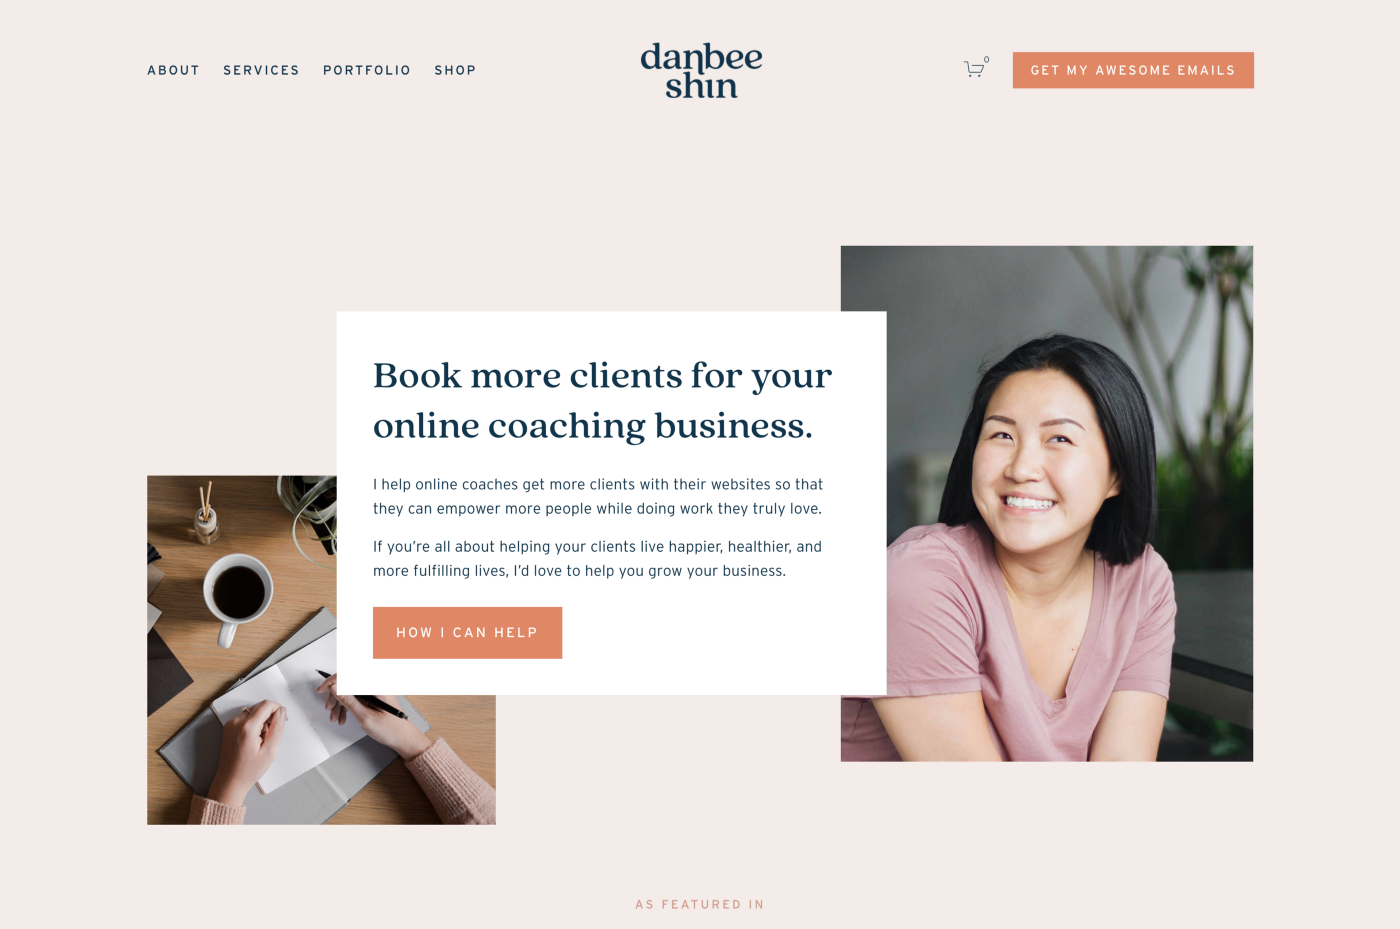 ABOUT SERVICES PORTFOLIO SHOP
danbee
shin
0
GET MY AWESOME EMAILS
Book more clients for your
online coaching business.
I help online coaches get more clients with their websites so that
they can empower more people while doing work they truly love.
If you’re all about helping your clients live happier, healthier, and
more fulfilling lives, I’d love to help you grow your business.
HOW I CAN HELP
AS FEATURED IN